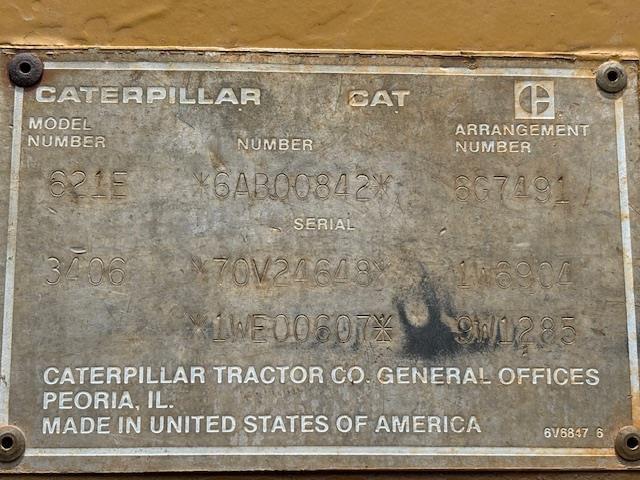 CATERPILLAR CAT C
MODEL NUMBER NUMBER ARRANGEMENT NUMBER
621E *6AB00842* 6G7491
SERIAL
3406 *70V24648* 1W6904
*1WE00607* 9W1285
CATERPILLAR TRACTOR CO. GENERAL OFFICES
PEORIA, IL.
MADE IN UNITED STATES OF AMERICA 6V6847 6